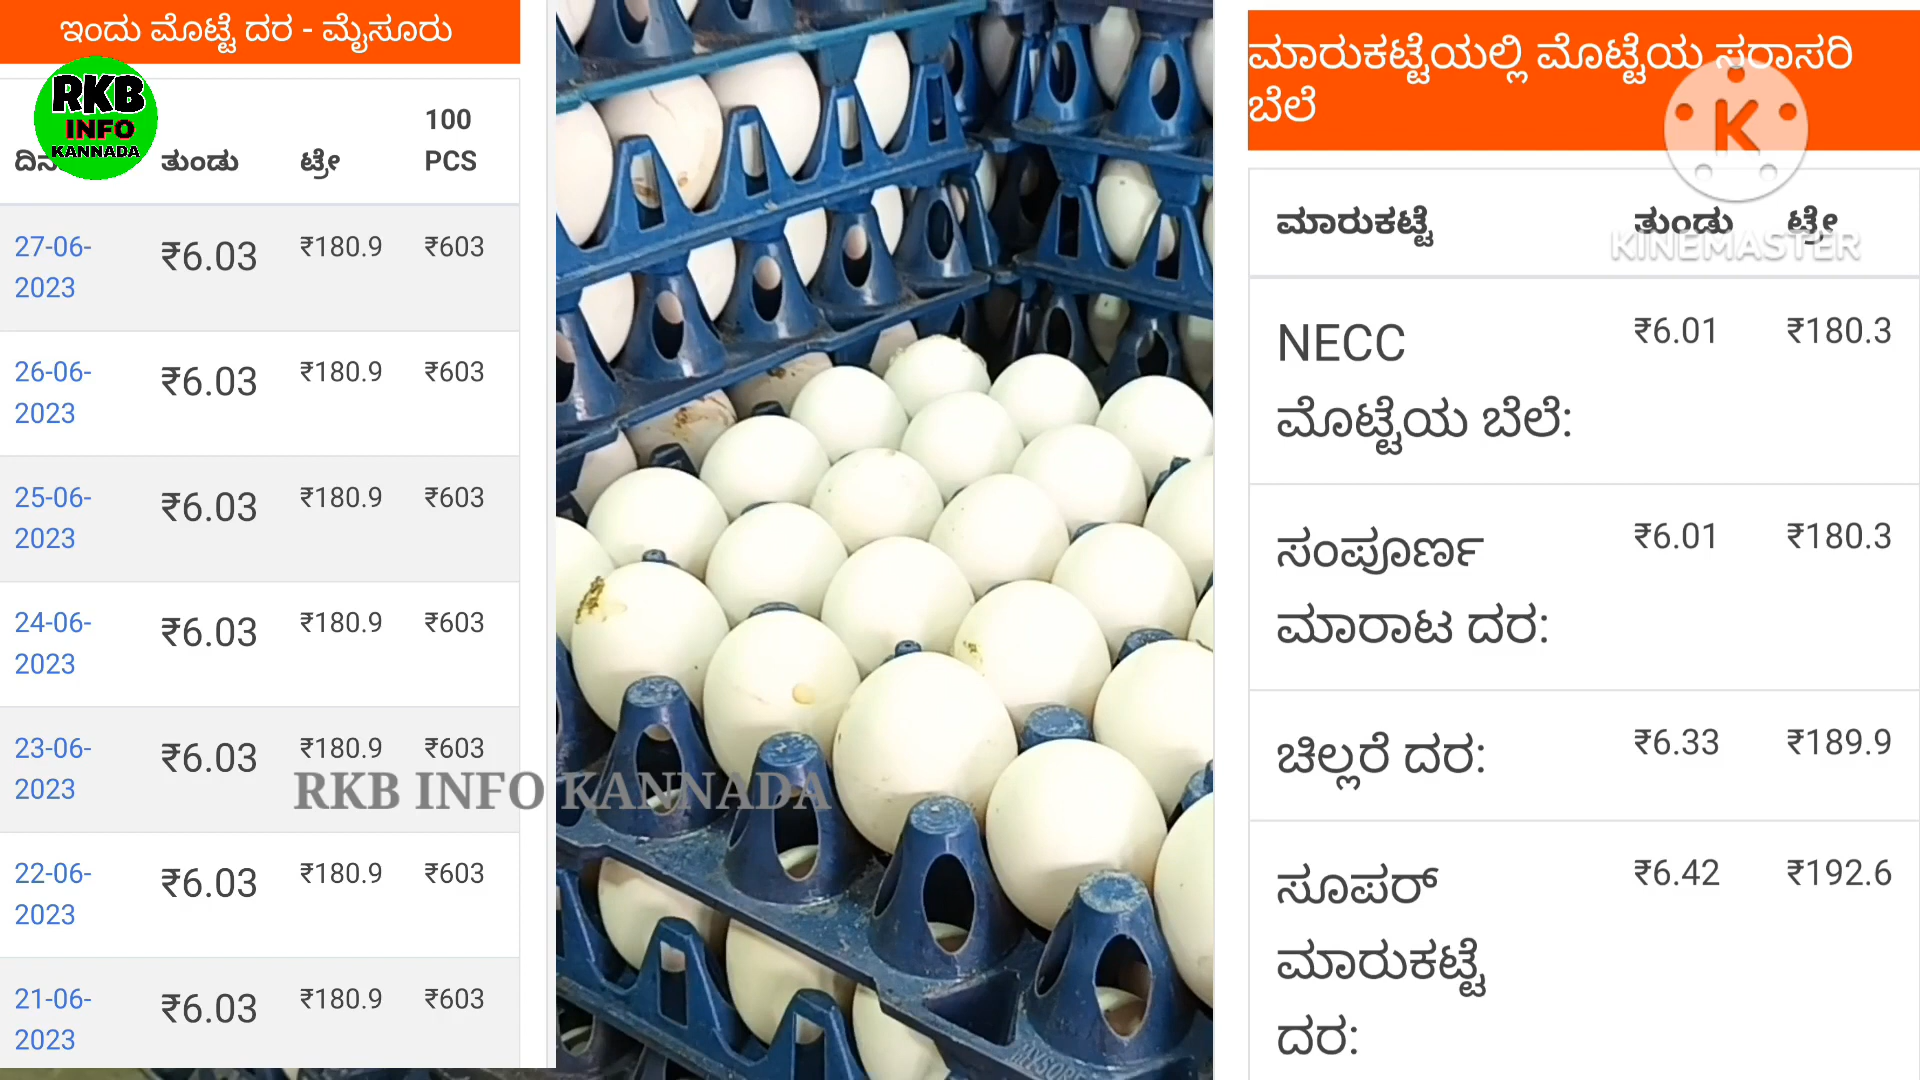 ಇಂದು ಮೊಟ್ಟೆ ದರ - ಮೈಸೂರು
RKB
INFO
KANNADA
ತುಂಡು ಟ್ರೇ 100 PCS
27-06-2023 ₹6.03 ₹180.9 ₹603
26-06-2023 ₹6.03 ₹180.9 ₹603
25-06-2023 ₹6.03 ₹180.9 ₹603
24-06-2023 ₹6.03 ₹180.9 ₹603
23-06-2023 ₹6.03 ₹180.9 ₹603
22-06-2023 ₹6.03 ₹180.9 ₹603
21-06-2023 ₹6.03 ₹180.9 ₹603
RKB INFO KANNADA
ಮಾರುಕಟ್ಟೆಯಲ್ಲಿ ಮೊಟ್ಟೆಯ ಸರಾಸರಿ
ಬೆಲೆ
K
KINEMASTER
ಮಾರುಕಟ್ಟೆ ತುಂಡು ಟ್ರೇ
NECC ₹6.01 ₹180.3
ಮೊಟ್ಟೆಯ ಬೆಲೆ:
ಸಂಪೂರ್ಣ ₹6.01 ₹180.3
ಮಾರಾಟ ದರ:
ಚಿಲ್ಲರೆ ದರ: ₹6.33 ₹189.9
ಸೂಪರ್ ₹6.42 ₹192.6
ಮಾರುಕಟ್ಟೆ
ದರ: